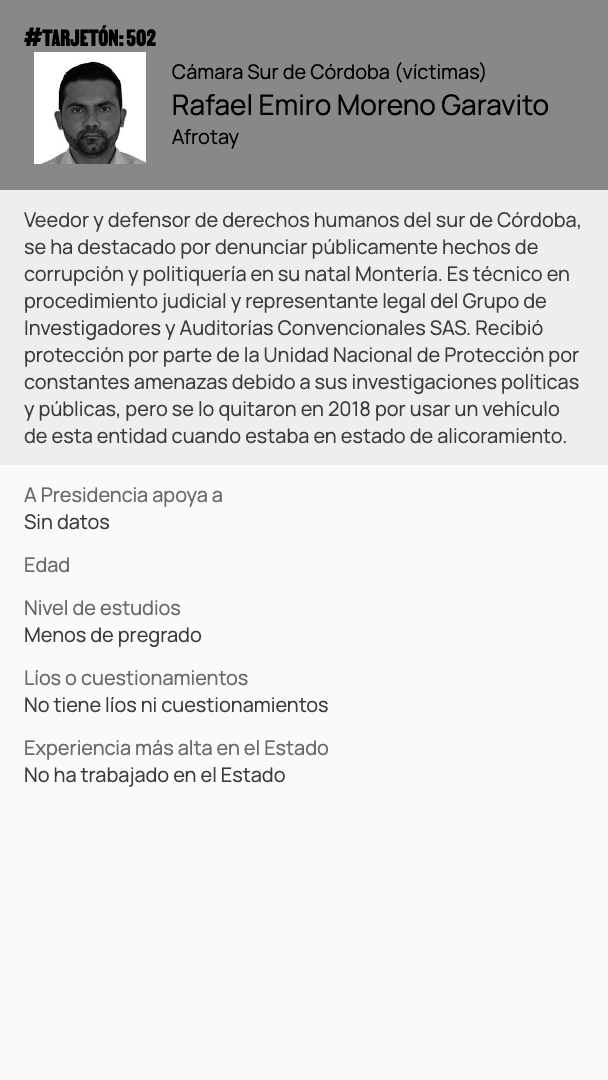 #TARJETÓN: 502
Cámara Sur de Córdoba (víctimas)
Rafael Emiro Moreno Garavito
Afrotay
Veedor y defensor de derechos humanos del sur de Córdoba,
se ha destacado por denunciar públicamente hechos de
corrupción y politiquería en su natal Montería. Es técnico en
procedimiento judicial y representante legal del Grupo de
Investigadores y Auditorías Convencionales SAS. Recibió
protección por parte de la Unidad Nacional de Protección por
constantes amenazas debido a sus investigaciones políticas
y públicas, pero se lo quitaron en 2018 por usar un vehículo
de esta entidad cuando estaba en estado de alicoramiento.
A Presidencia apoya a
Sin datos
Edad
Nivel de estudios
Menos de pregrado
Líos o cuestionamientos
No tiene líos ni cuestionamientos
Experiencia más alta en el Estado
No ha trabajado en el Estado